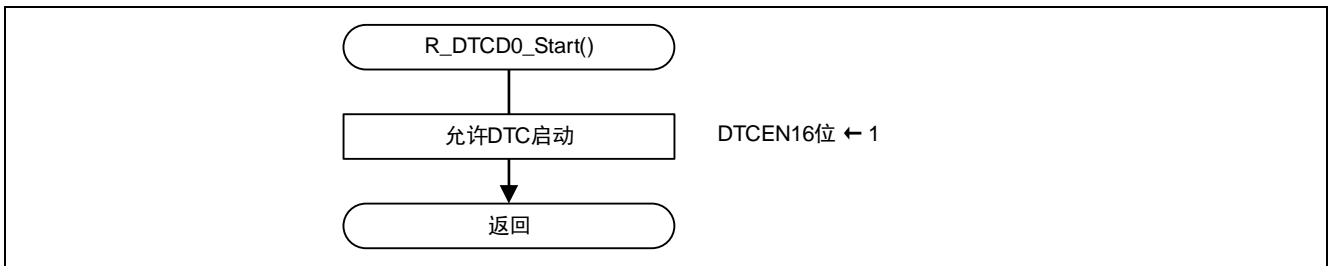 R_DTCD0_Start()
允许DTC启动 DTCEN16位 ← 1
返回